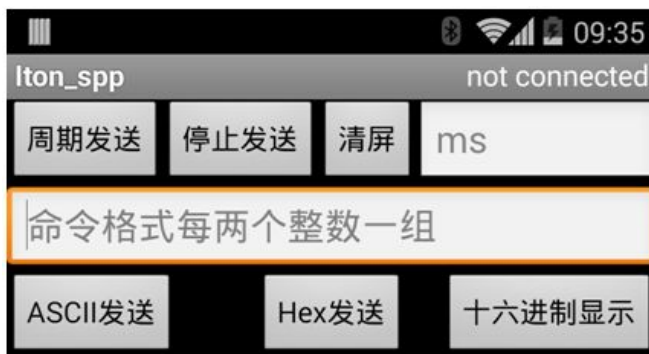 09:35
lton_spp not connected
周期发送 停止发送 清屏 ms
命令格式每两个整数一组
ASCII发送 Hex发送 十六进制显示